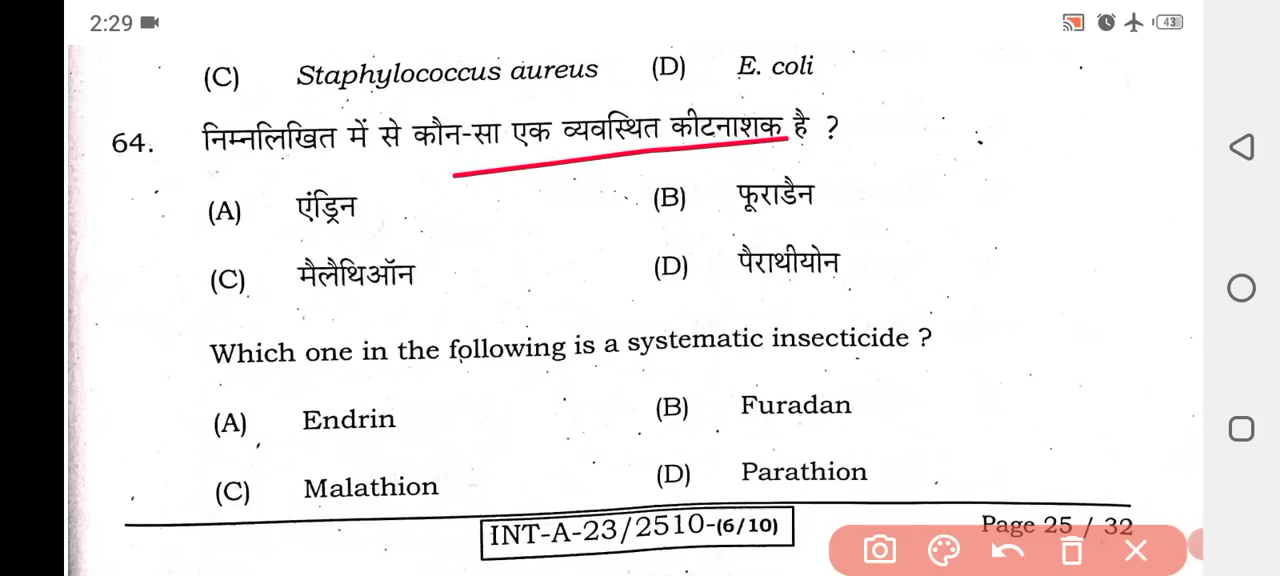 2:29
43
(C) Staphylococcus aureus (D) E. coli
64. निम्नलिखित में से कौन-सा एक व्यवस्थित कीटनाशक है ?
(A) एंड्रिन (B) फूराडैन
(C) मैलैथिऑन (D) पैराथीयोन
Which one in the following is a systematic insecticide ?
(A) Endrin (B) Furadan
(C) Malathion (D) Parathion
INT-A-23/2510-(6/10) Page 25 / 32